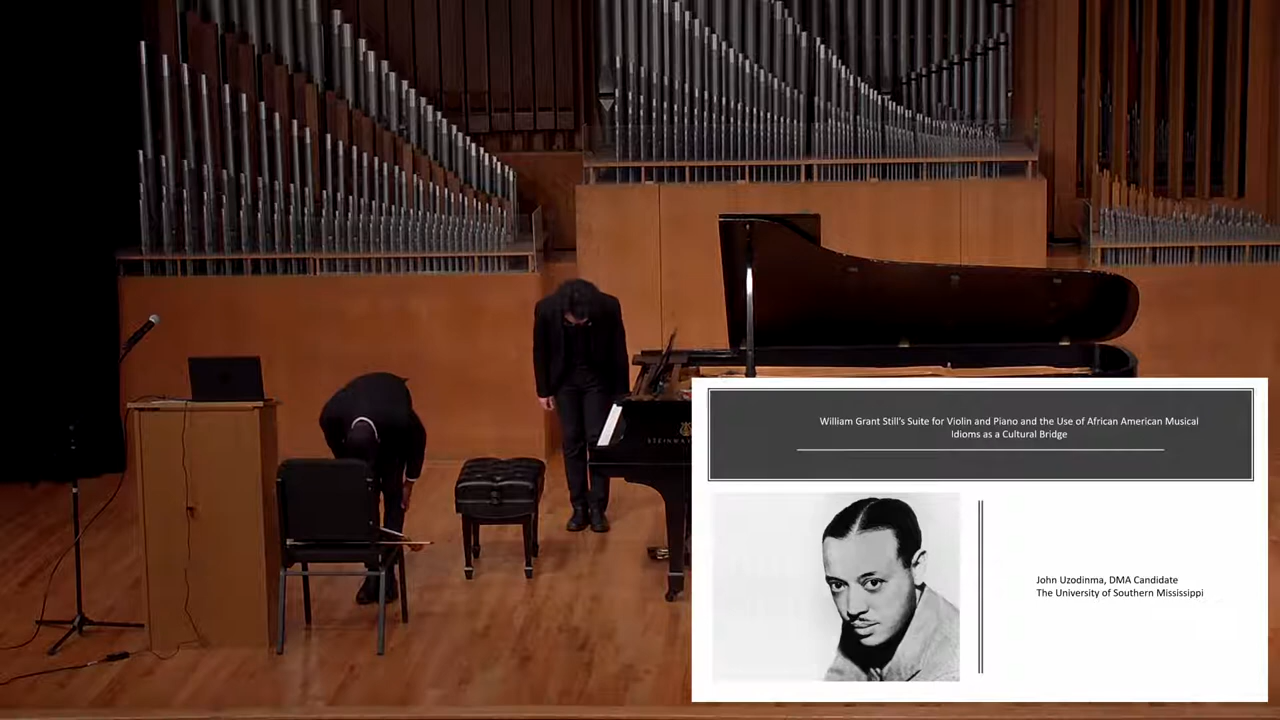 William Grant Still's Suite for Violin and Piano and the Use of African American Musical
Idioms as a Cultural Bridge
John Uzodinma, DMA Candidate
The University of Southern Mississippi